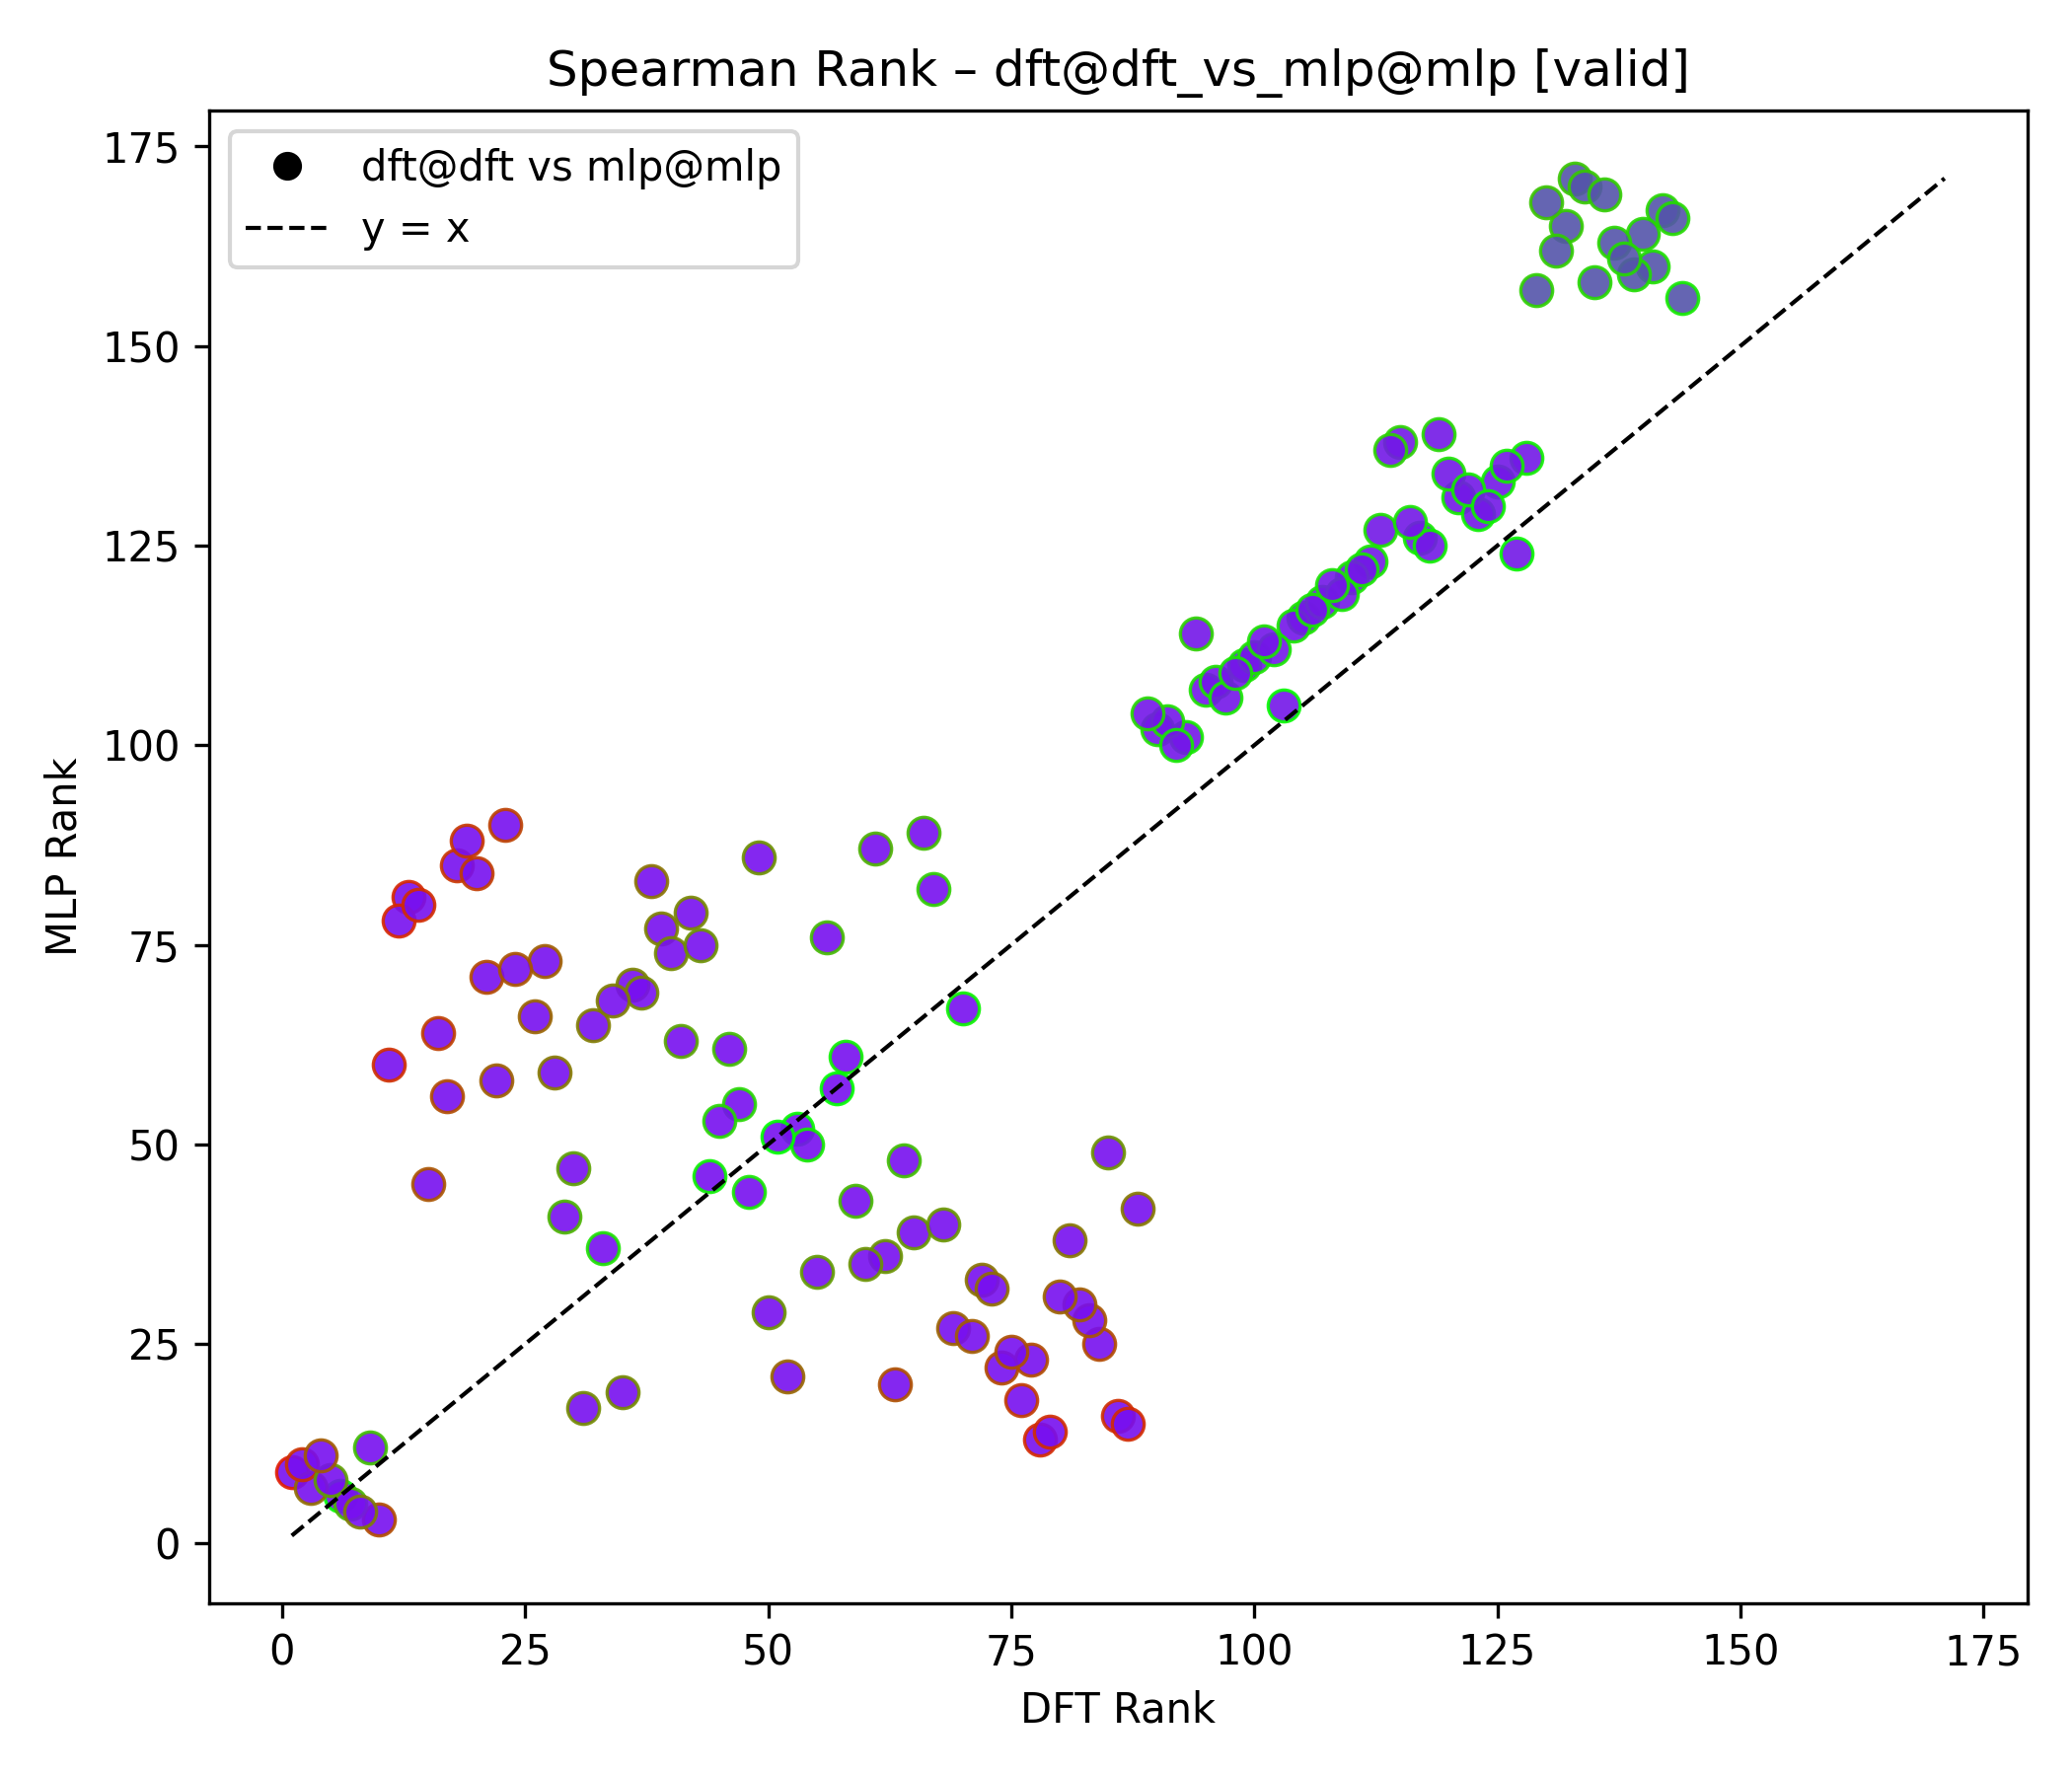 Spearman Rank – dft@dft_vs_mlp@mlp [valid]
dft@dft vs mlp@mlp
y = x
175
150
125
100
75
50
25
0
MLP Rank
0 25 50 75 100 125 150 175
DFT Rank